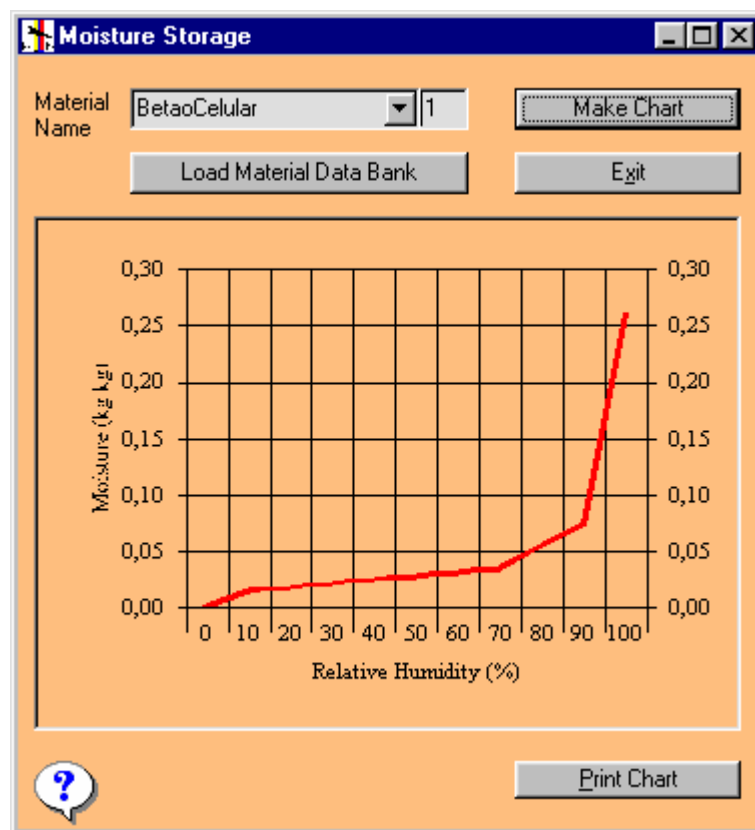 Moisture Storage
Material Name
BetaoCelular
1
Make Chart
Load Material Data Bank
Exit
0,30 0,30
0,25 0,25
0,20 0,20
0,15 0,15
0,10 0,10
0,05 0,05
0,00 0,00
Moisture (kg kg)
0 10 20 30 40 50 60 70 80 90 100
Relative Humidity (%)
?
Print Chart